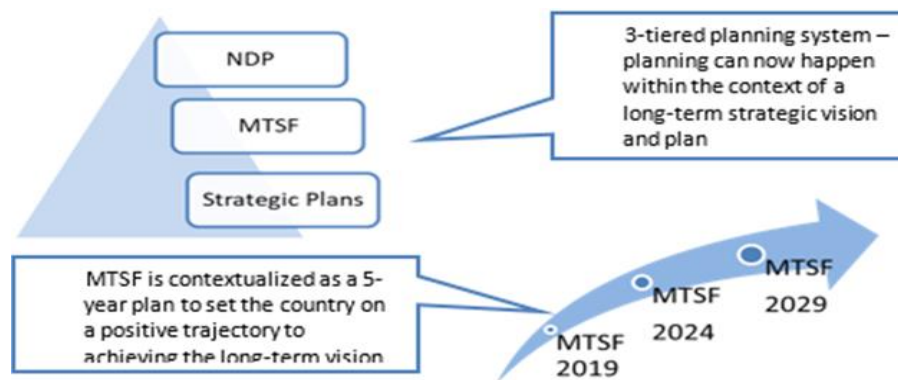 NDP
MTSF
Strategic Plans
3-tiered planning system –
planning can now happen
within the context of a
long-term strategic vision
and plan
MTSF is contextualized as a 5-
year plan to set the country on
a positive trajectory to
achieving the long-term vision
MTSF
2019
MTSF
2024
MTSF
2029